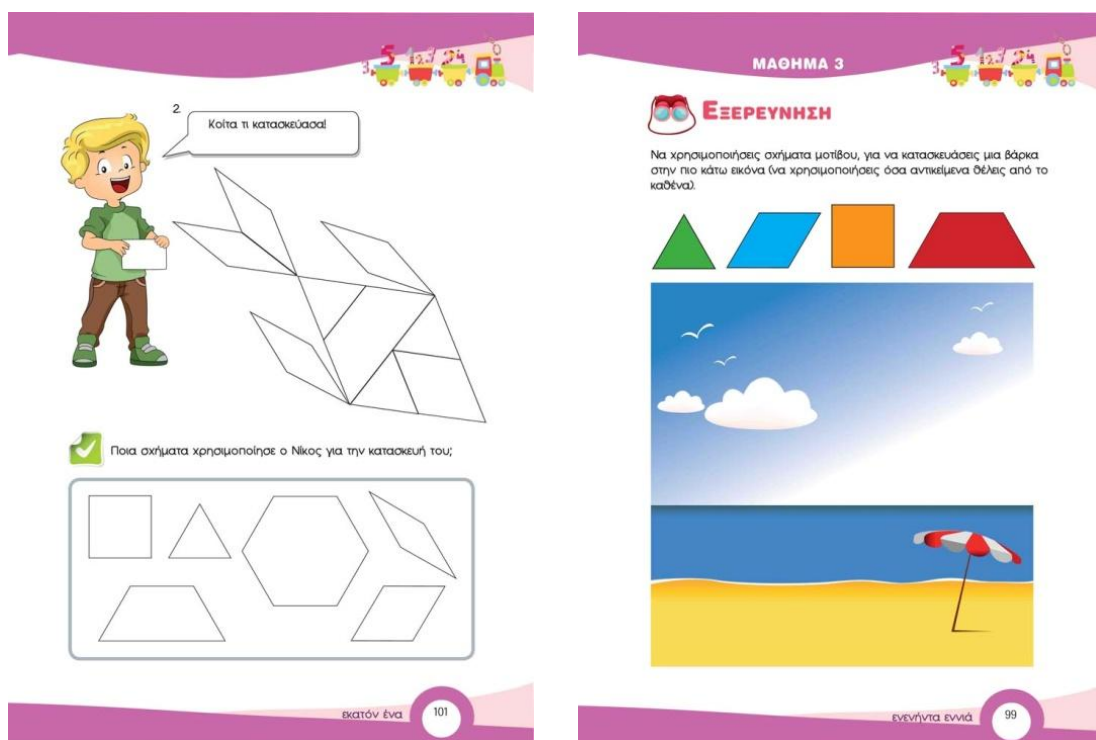 2.
Κοίτα τι κατασκεύασα!
Ποια σχήματα χρησιμοποίησε ο Νίκος για την κατασκευή του;
εκατόν ένα
101
ΜΑΘΗΜΑ 3
ΕΞΕΡΕΥΝΗΣΗ
Να χρησιμοποιήσεις σχήματα μοτίβου, για να κατασκευάσεις μια βάρκα
στην πιο κάτω εικόνα (να χρησιμοποιήσεις όσα αντικείμενα θέλεις από το
καθένα).
ενενήντα εννιά
99